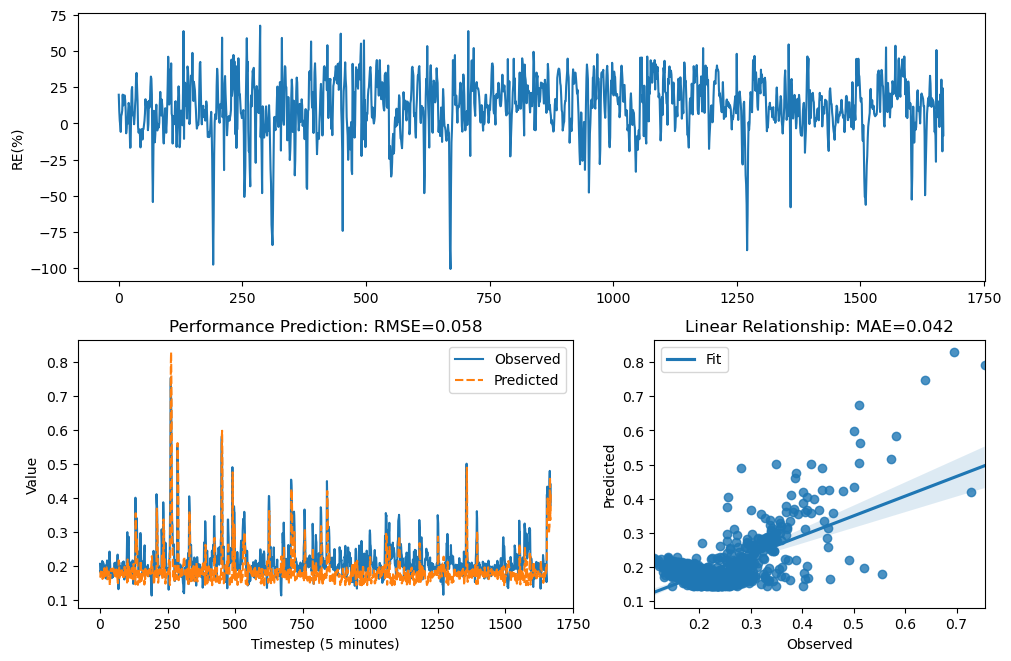 75
50
25
0
−25
−50
−75
−100
RE(%)
0 250 500 750 1000 1250 1500 1750
Performance Prediction: RMSE=0.058
Observed
Predicted
0.8
0.7
0.6
0.5
0.4
0.3
0.2
0.1
Value
0 250 500 750 1000 1250 1500 1750
Timestep (5 minutes)
Linear Relationship: MAE=0.042
Fit
0.8
0.7
0.6
0.5
0.4
0.3
0.2
0.1
Predicted
0.2 0.3 0.4 0.5 0.6 0.7
Observed